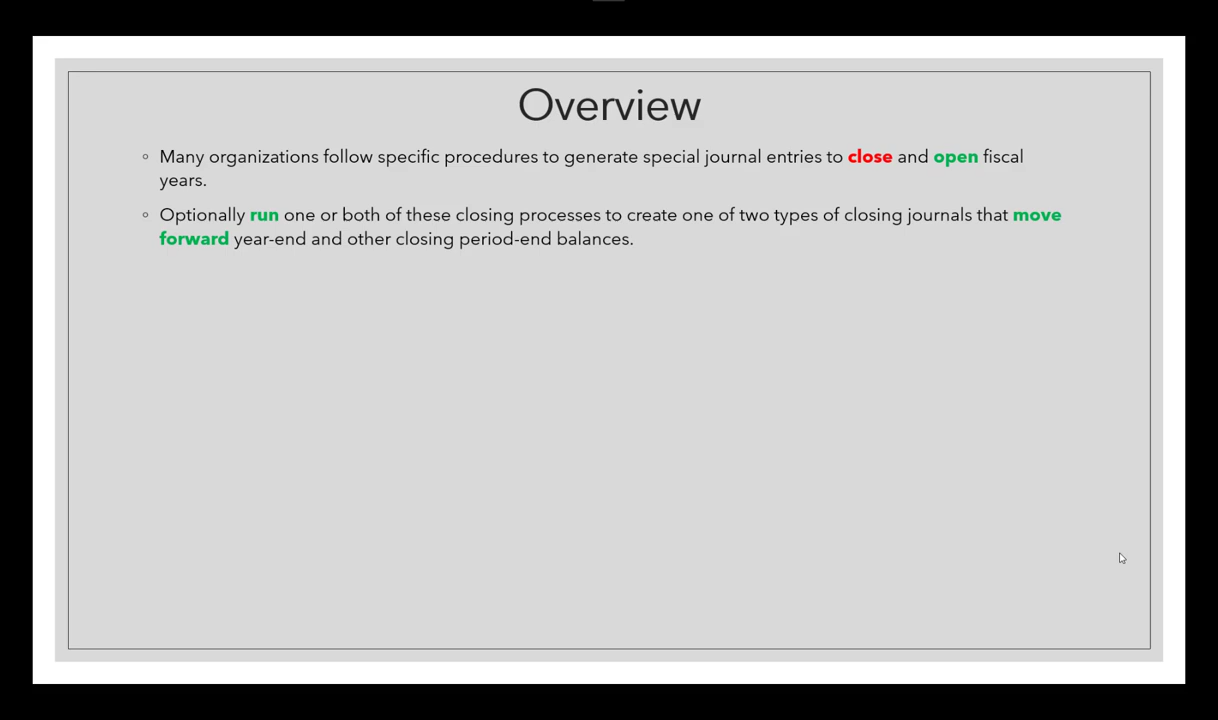 Overview
Many organizations follow specific procedures to generate special journal entries to close and open fiscal
years.
Optionally run one or both of these closing processes to create one of two types of closing journals that move
forward year-end and other closing period-end balances.